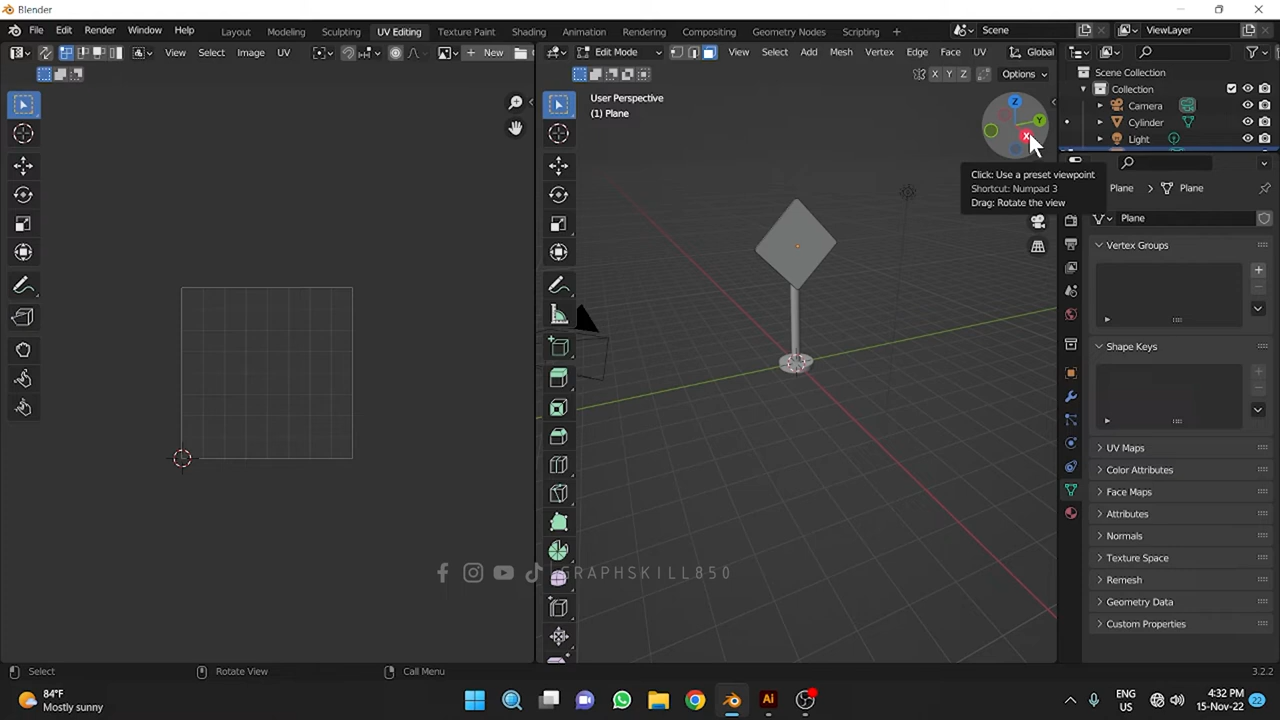 Blender
File Edit Render Window Help Layout Modeling Sculpting UV Editing Texture Paint Shading Animation Rendering Compositing Geometry Nodes Scripting + Scene ViewLayer
View Select Image UV + New Edit Mode View Select Add Mesh Vertex Edge Face UV Global
X Y Z Options
Scene Collection
Collection
Camera
Cylinder
Light
User Perspective
(1) Plane
Z
Y
X
Click: Use a preset viewpoint
Shortcut: Numpad 3
Drag: Rotate the view
Plane > Plane
Plane
Vertex Groups
Shape Keys
UV Maps
Color Attributes
Face Maps
Attributes
Normals
Texture Space
Remesh
Geometry Data
Custom Properties
GRAPHSKILL850
Select Rotate View Call Menu 3.2.2
84°F
Mostly sunny
Ai
ENG
US
4:32 PM
15-Nov-22
22